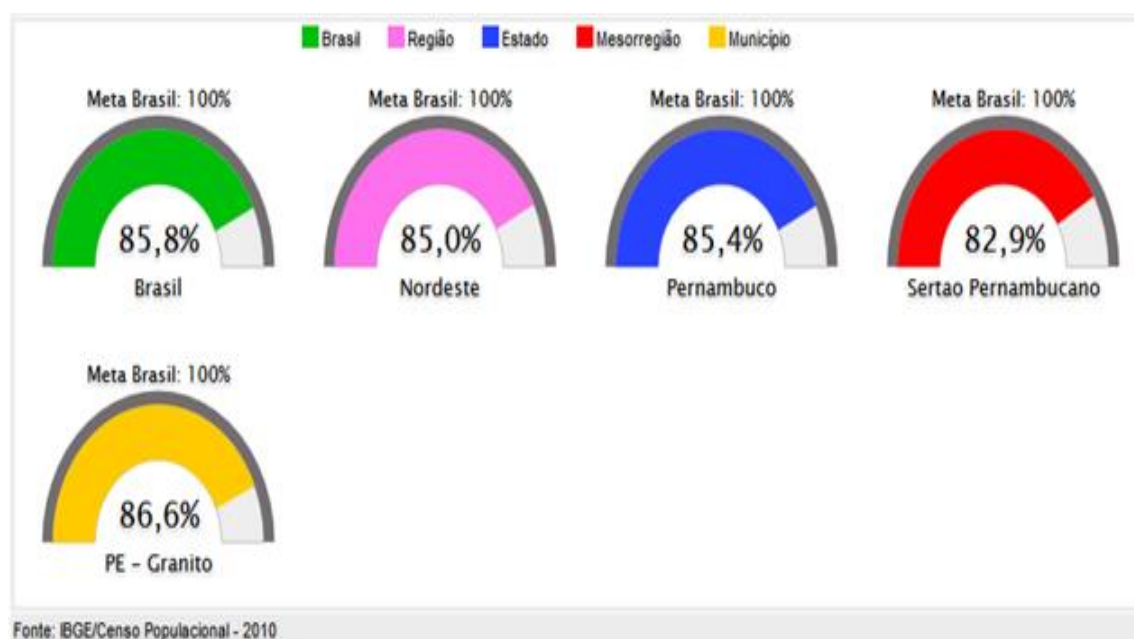 Brasil Região Estado Mesorregião Município
Meta Brasil: 100% Meta Brasil: 100% Meta Brasil: 100% Meta Brasil: 100%
85,8% 85,0% 85,4% 82,9%
Brasil Nordeste Pernambuco Sertao Pernambucano
Meta Brasil: 100%
86,6%
PE - Granito
Fonte: IBGE/Censo Populacional - 2010